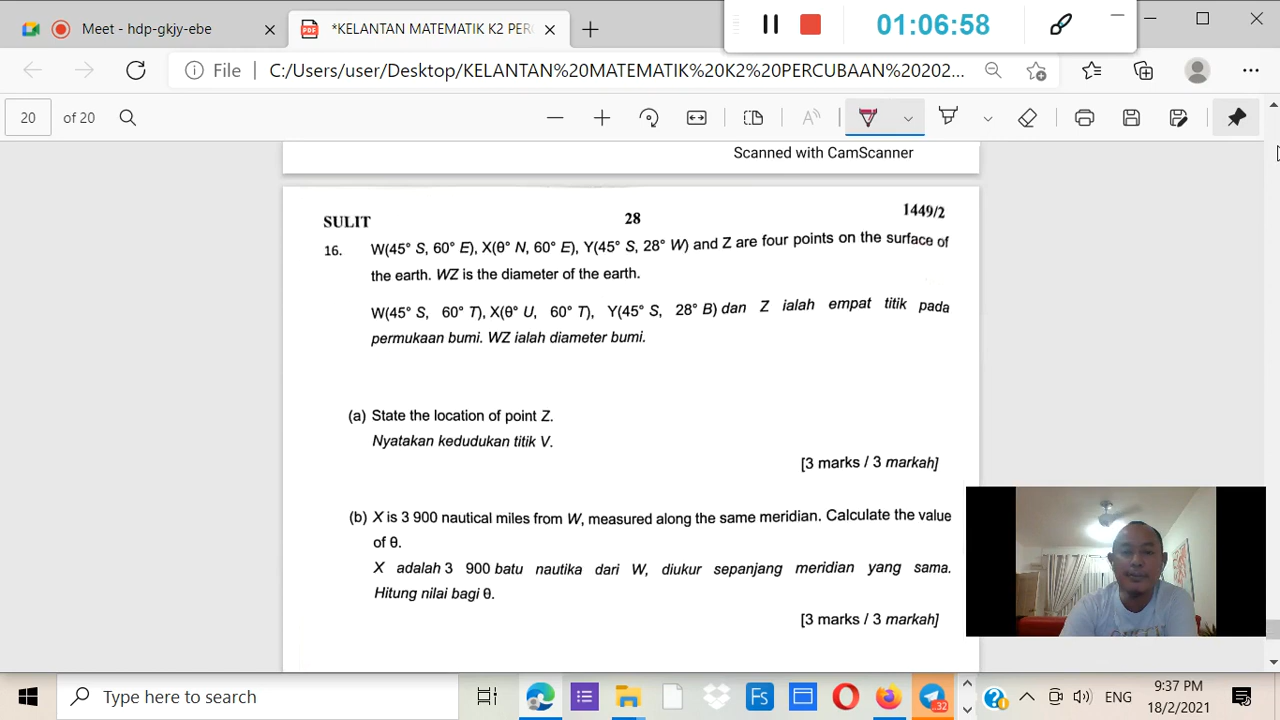 Meet - hdp-gkjy-ebe
*KELANTAN MATEMATIK K2 PER
01:06:58
File C:/Users/user/Desktop/KELANTAN%20MATEMATIK%20K2%20PERCUBAAN%20202...
20 of 20
Scanned with CamScanner
SULIT 28 1449/2
16. W(45° S, 60° E), X(θ° N, 60° E), Y(45° S, 28° W) and Z are four points on the surface of
the earth. WZ is the diameter of the earth.
W(45° S, 60° T), X(θ° U, 60° T), Y(45° S, 28° B) dan Z ialah empat titik pada
permukaan bumi. WZ ialah diameter bumi.
(a) State the location of point Z.
Nyatakan kedudukan titik V.
[3 marks / 3 markah]
(b) X is 3 900 nautical miles from W, measured along the same meridian. Calculate the value
of θ.
X adalah 3 900 batu nautika dari W, diukur sepanjang meridian yang sama.
Hitung nilai bagi θ.
[3 marks / 3 markah]
Type here to search
Fs
32
ENG
9:37 PM
18/2/2021